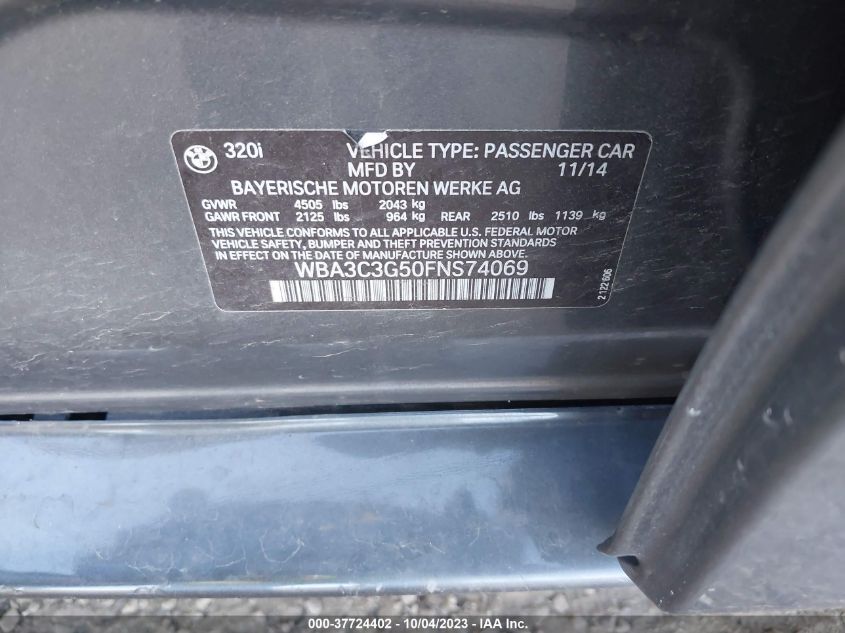 320i VEHICLE TYPE: PASSENGER CAR
MFD BY 11/14
BAYERISCHE MOTOREN WERKE AG
GVWR 4505 lbs 2043 kg
GAWR FRONT 2125 lbs 964 kg REAR 2510 lbs 1139 kg
THIS VEHICLE CONFORMS TO ALL APPLICABLE U.S. FEDERAL MOTOR
VEHICLE SAFETY, BUMPER AND THEFT PREVENTION STANDARDS
IN EFFECT ON THE DATE OF MANUFACTURE SHOWN ABOVE.
WBA3C3G50FNS74069
2 122 606
000-37724402 - 10/04/2023 - IAA Inc.